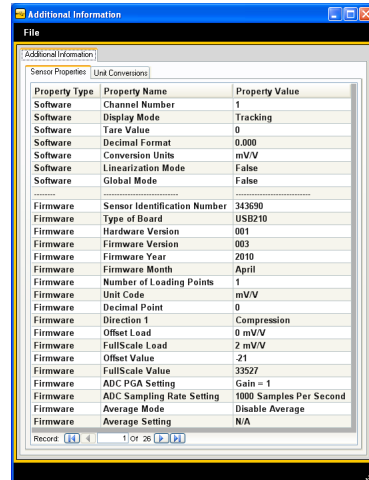 Additional Information
File
Additional Information
Sensor Properties Unit Conversions
Property Type Property Name Property Value
Software Channel Number 1
Software Display Mode Tracking
Software Tare Value 0
Software Decimal Format 0.000
Software Conversion Units mV/V
Software Linearization Mode False
Software Global Mode False
-------- -------------------------- --------------------------
Firmware Sensor Identification Number 343690
Firmware Type of Board USB210
Firmware Hardware Version 001
Firmware Firmware Version 003
Firmware Firmware Year 2010
Firmware Firmware Month April
Firmware Number of Loading Points 1
Firmware Unit Code mV/V
Firmware Decimal Point 0
Firmware Direction 1 Compression
Firmware Offset Load 0 mV/V
Firmware FullScale Load 2 mV/V
Firmware Offset Value -21
Firmware FullScale Value 33527
Firmware ADC PGA Setting Gain = 1
Firmware ADC Sampling Rate Setting 1000 Samples Per Second
Firmware Average Mode Disable Average
Firmware Average Setting N/A
Record: 1 Of 26